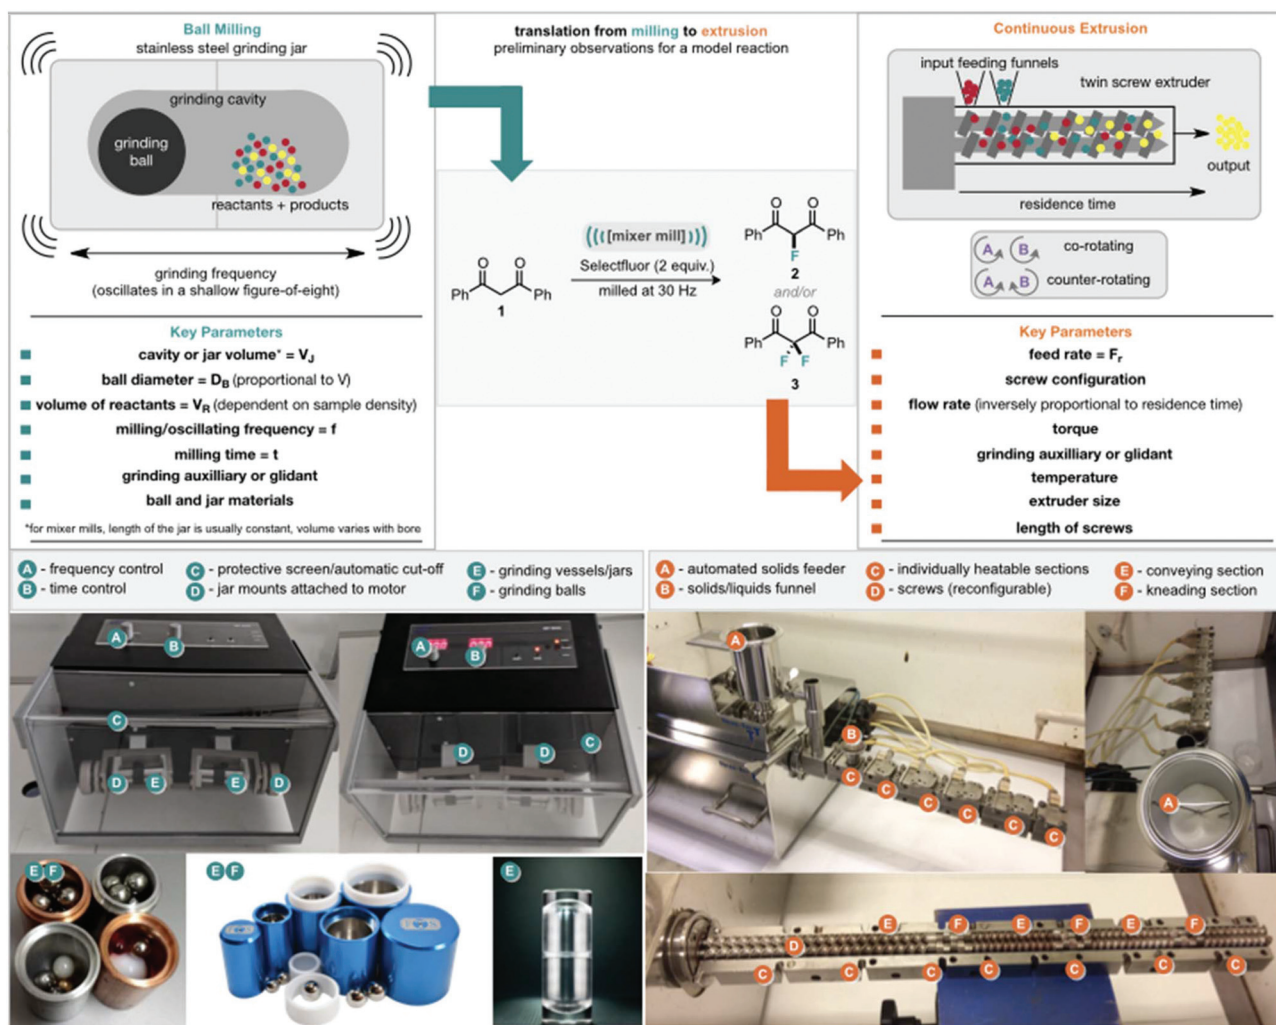 Ball Milling
stainless steel grinding jar
grinding cavity
grinding
ball
reactants + products
grinding frequency
(oscillates in a shallow figure-of-eight)
Key Parameters
cavity or jar volume* = VJ
ball diameter = DB (proportional to V)
volume of reactants = VR (dependent on sample density)
milling/oscillating frequency = f
milling time = t
grinding auxilliary or glidant
ball and jar materials
*for mixer mills, length of the jar is usually constant, volume varies with bore
translation from milling to extrusion
preliminary observations for a model reaction
O O
Ph Ph
1
((([mixer mill])))
Selectfluor (2 equiv.)
milled at 30 Hz
O O
Ph Ph
F
2
and/or
O O
Ph Ph
F F
3
Continuous Extrusion
input feeding funnels
twin screw extruder
output
residence time
A B co-rotating
A B counter-rotating
Key Parameters
feed rate = Fr
screw configuration
flow rate (inversely proportional to residence time)
torque
grinding auxilliary or glidant
temperature
extruder size
length of screws
A - frequency control
B - time control
C - protective screen/automatic cut-off
D - jar mounts attached to motor
E - grinding vessels/jars
F - grinding balls
A - automated solids feeder
B - solids/liquids funnel
C - individually heatable sections
D - screws (reconfigurable)
E - conveying section
F - kneading section
A
B
C
D E E D
A
B
D D C
E F
E F
E
A
B
C C C C C C
A
E F E F E F
D
C C C C C C C